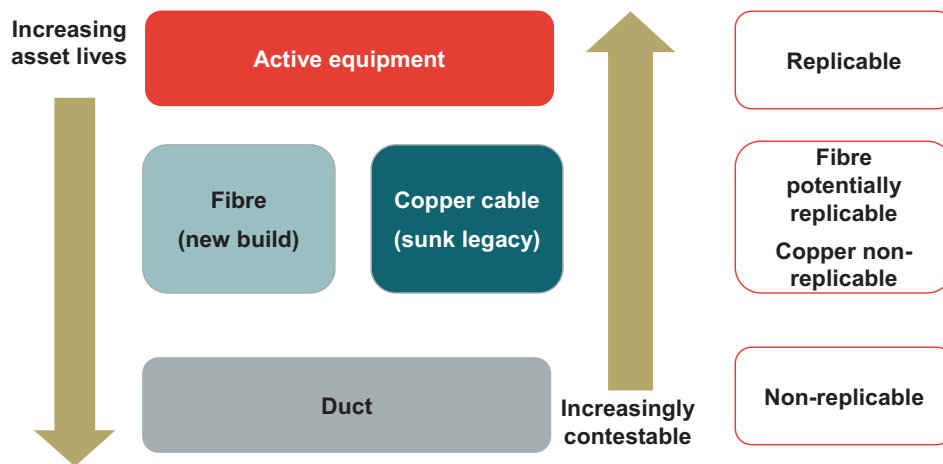 Increasing
asset lives
Active equipment
Replicable
Fibre
(new build)
Copper cable
(sunk legacy)
Fibre
potentially
replicable
Copper non-
replicable
Duct
Increasingly
contestable
Non-replicable